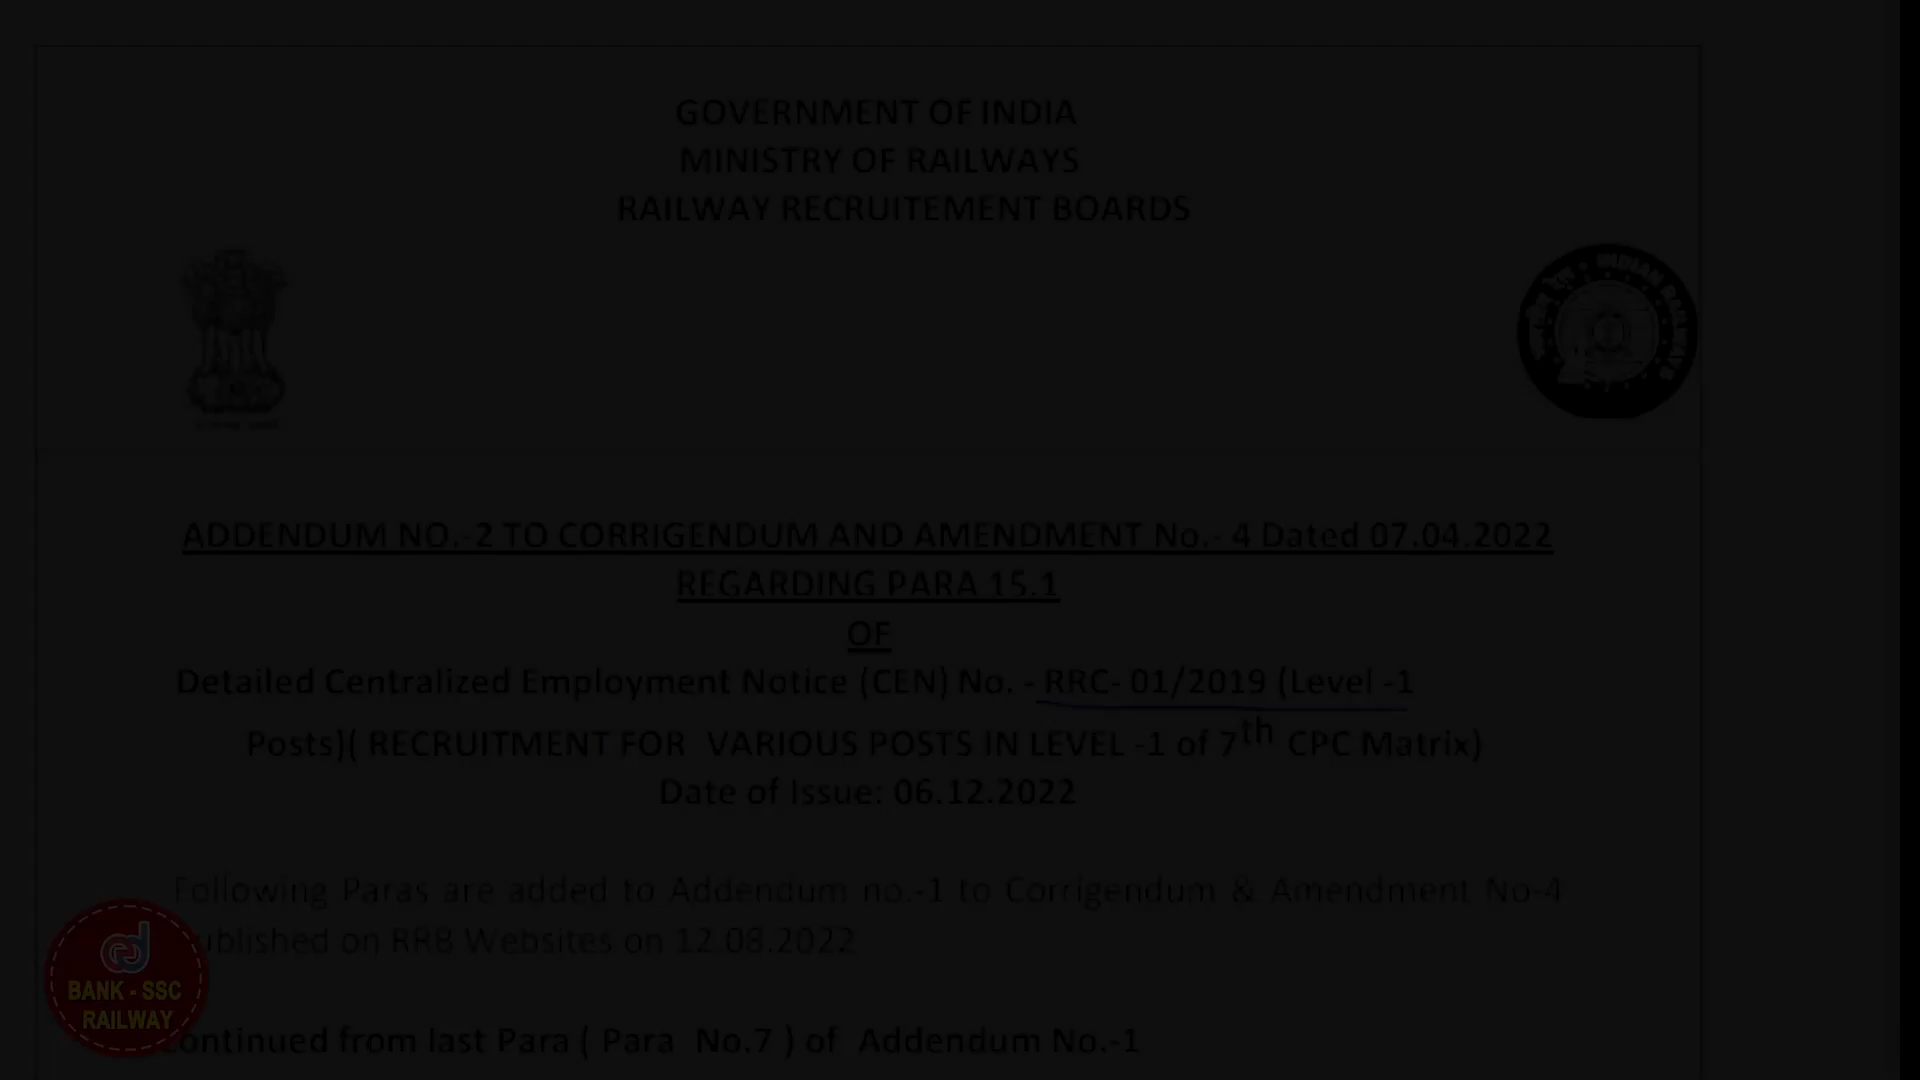 GOVERNMENT OF INDIA
MINISTRY OF RAILWAYS
RAILWAY RECRUITEMENT BOARDS
INDIAN RAILWAYS
ADDENDUM NO.-2 TO CORRIGENDUM AND AMENDMENT No.- 4 Dated 07.04.2022
REGARDING PARA 15.1
OF
Detailed Centralized Employment Notice (CEN) No. - RRC- 01/2019 (Level -1
Posts)( RECRUITMENT FOR VARIOUS POSTS IN LEVEL -1 of 7th CPC Matrix)
Date of Issue: 06.12.2022
Following Paras are added to Addendum no.-1 to Corrigendum & Amendment No-4
ublished on RRB Websites on 12.08.2022
ontinued from last Para ( Para No.7 ) of Addendum No.-1
BANK - SSC
RAILWAY